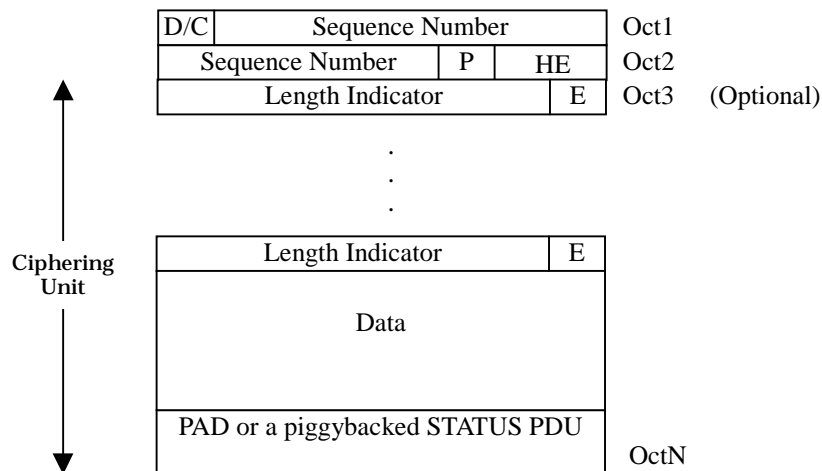 D/C Sequence Number Oct1
Sequence Number P HE Oct2
Length Indicator E Oct3 (Optional)
.
.
.
Length Indicator E
Ciphering
Unit
Data
PAD or a piggybacked STATUS PDU
OctN